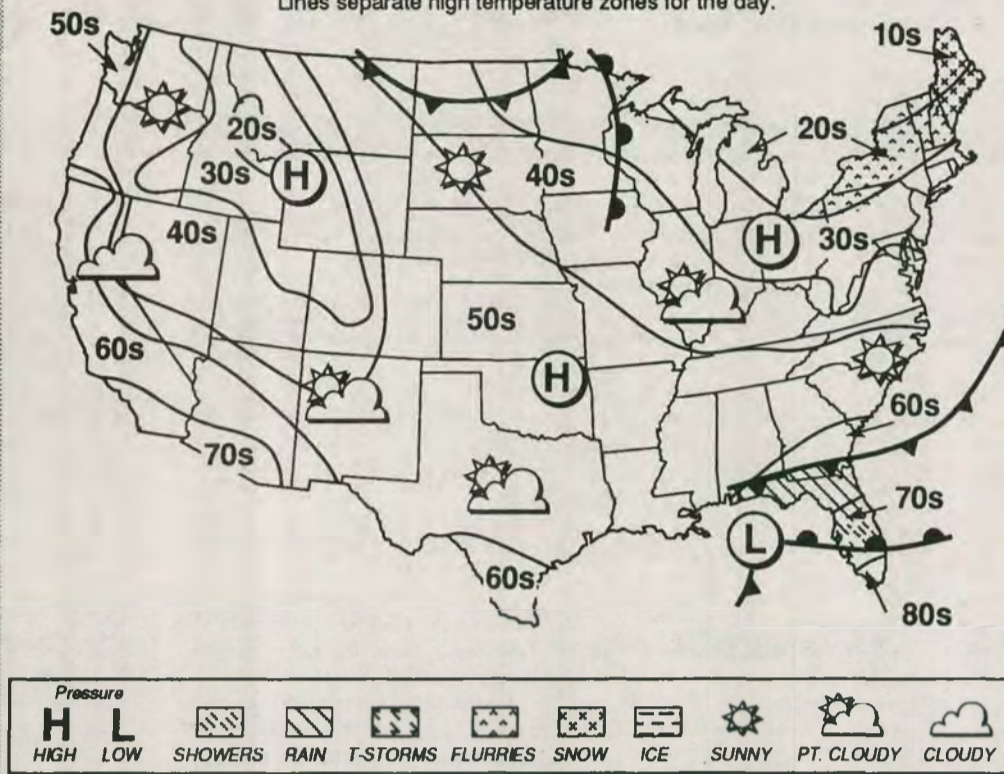 Lines separate high temperature zones for the day.
50s
10s
20s
20s
30s
H
40s
40s
H
30s
50s
60s
H
60s
70s
70s
L
60s
80s
Pressure
H L
HIGH LOW SHOWERS RAIN T-STORMS FLURRIES SNOW ICE SUNNY PT. CLOUDY CLOUDY